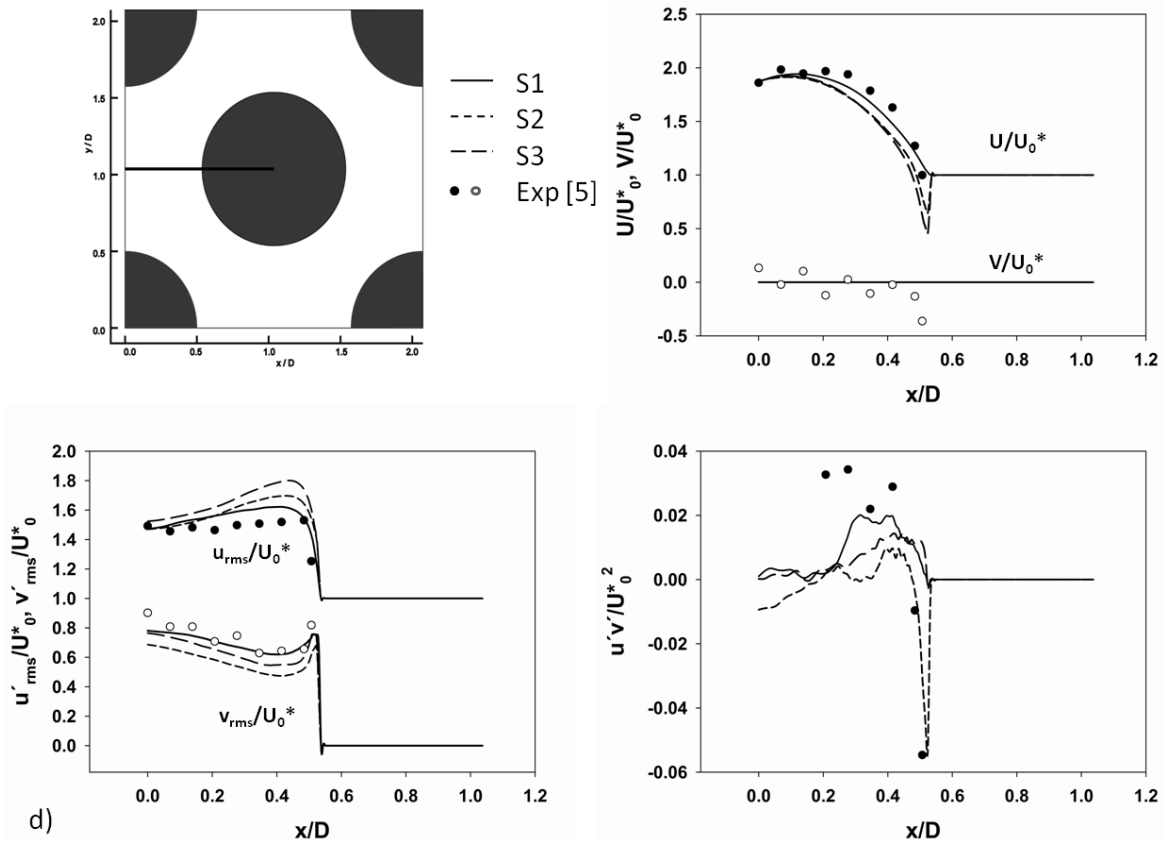 2.0
1.5
1.0
0.5
0.0
y/D
0.0 0.5 1.0 1.5 2.0
x/D
S1
S2
S3
Exp [5]
2.5
2.0
1.5
1.0
0.5
0.0
-0.5
U/U*₀, V/U*₀
U/U₀*
V/U₀*
0.0 0.2 0.4 0.6 0.8 1.0 1.2
x/D
2.0
1.8
1.6
1.4
1.2
1.0
0.8
0.6
0.4
0.2
0.0
u´rms/U*₀, v´rms/U*₀
urms/U₀*
vrms/U₀*
0.0 0.2 0.4 0.6 0.8 1.0 1.2
x/D
d)
0.04
0.02
0.00
-0.02
-0.04
-0.06
u´v´/U*₀²
0.0 0.2 0.4 0.6 0.8 1.0 1.2
x/D